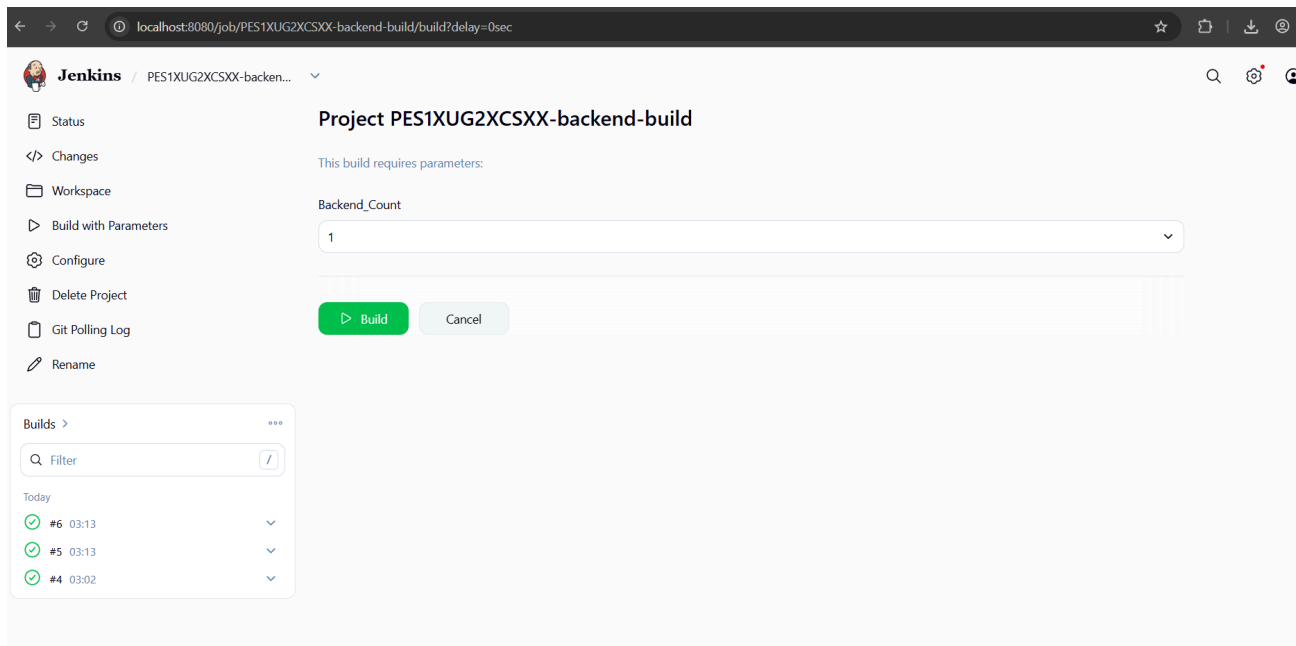 localhost:8080/job/PES1XUG2XCSXX-backend-build/build?delay=0sec
Jenkins / PES1XUG2XCSXX-backen...
Status
Changes
Workspace
Build with Parameters
Configure
Delete Project
Git Polling Log
Rename
Builds
Filter /
Today
#6 03:13
#5 03:13
#4 03:02
Project PES1XUG2XCSXX-backend-build
This build requires parameters:
Backend_Count
1
Build Cancel